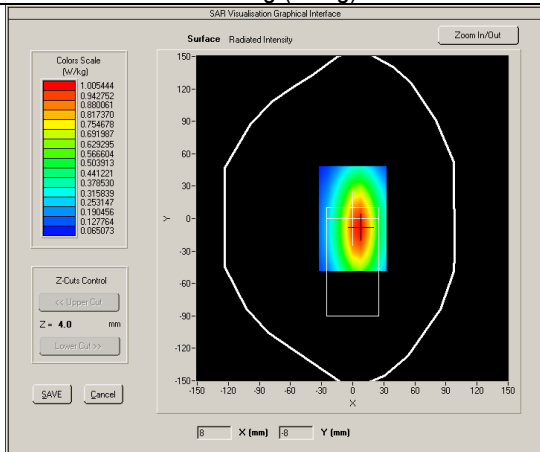 SAR Visualisation Graphical Interface
Surface Radiated Intensity
Zoom In/Out
Colors Scale
(W/kg)
1.005444
0.942752
0.880061
0.817370
0.754678
0.691987
0.629295
0.566604
0.503913
0.441221
0.378530
0.315839
0.253147
0.190456
0.127764
0.065073
Z-Cuts Control
<< Upper Cut
Z = 4.0 mm
Lower Cut >>
SAVE
Cancel
Y
150
120
90
60
30
0
-30
-60
-90
-120
-150
-150 -120 -90 -60 -30 0 30 60 90 120 150
X
8 X (mm) -8 Y (mm)